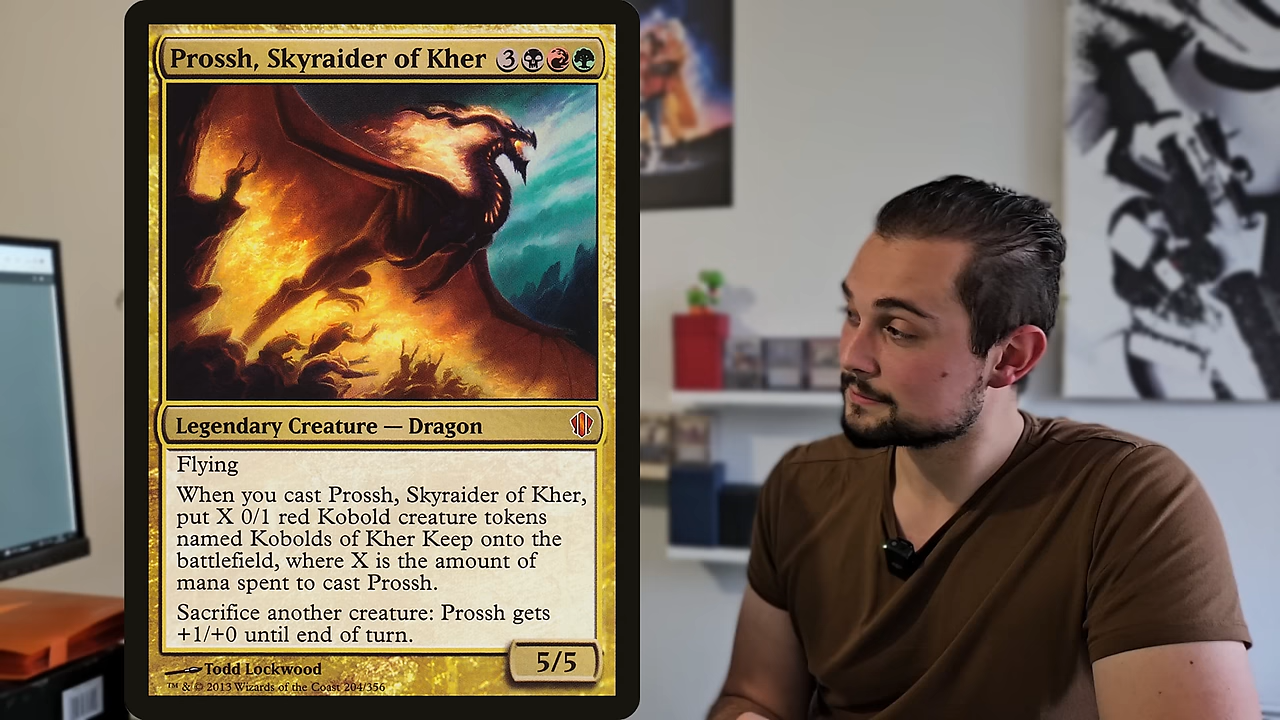 Prossh, Skyraider of Kher 3
Legendary Creature — Dragon
Flying
When you cast Prossh, Skyraider of Kher,
put X 0/1 red Kobold creature tokens
named Kobolds of Kher Keep onto the
battlefield, where X is the amount of
mana spent to cast Prossh.
Sacrifice another creature: Prossh gets
+1/+0 until end of turn.
5/5
Todd Lockwood
™ & © 2013 Wizards of the Coast 204/356